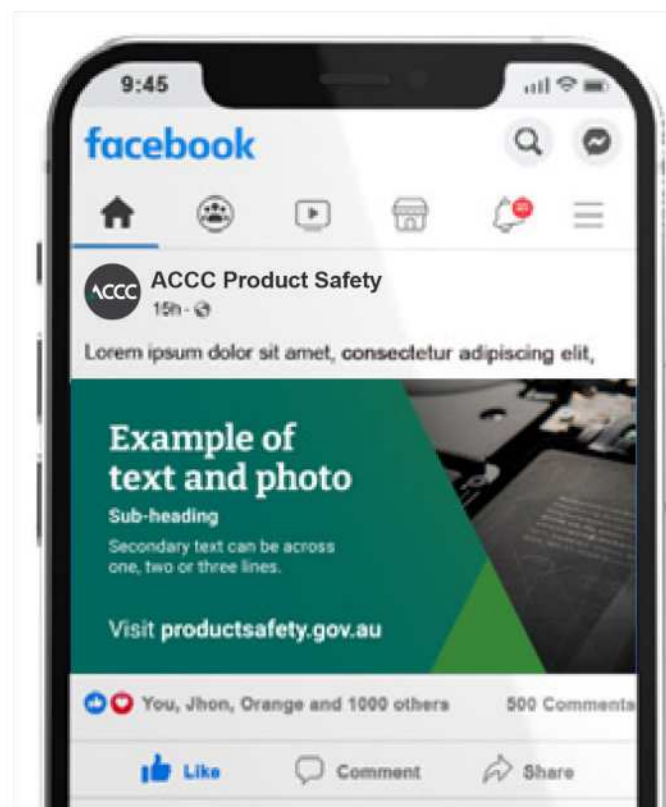 9:45
facebook
ACCC
ACCC Product Safety
15h -
Lorem ipsum dolor sit amet, consectetur adipiscing elit,
Example of
text and photo
Sub-heading
Secondary text can be across
one, two or three lines.
Visit productsafety.gov.au
You, Jhon, Orange and 1000 others 500 Comments
Like Comment Share